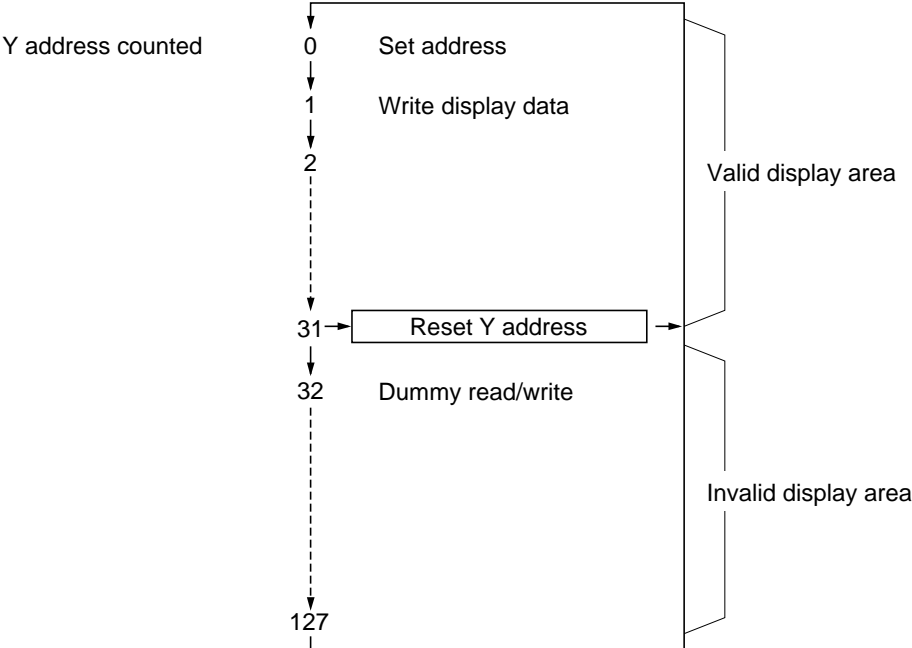 Y address counted 0 Set address
1 Write display data
2
Valid display area
31 Reset Y address
32 Dummy read/write
Invalid display area
127